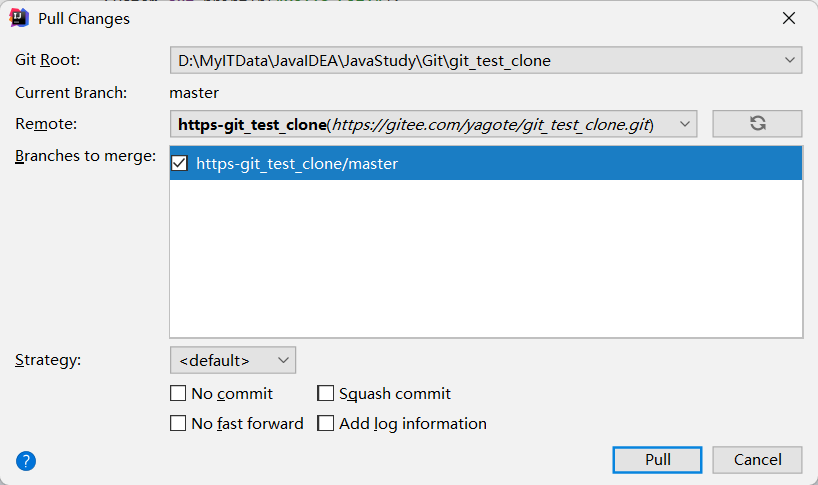 Pull Changes
Git Root: D:\MyITData\JavaIDEA\JavaStudy\Git\git_test_clone
Current Branch: master
Remote: https-git_test_clone(https://gitee.com/yagote/git_test_clone.git)
Branches to merge: https-git_test_clone/master
Strategy: <default>
No commit Squash commit
No fast forward Add log information
? Pull Cancel